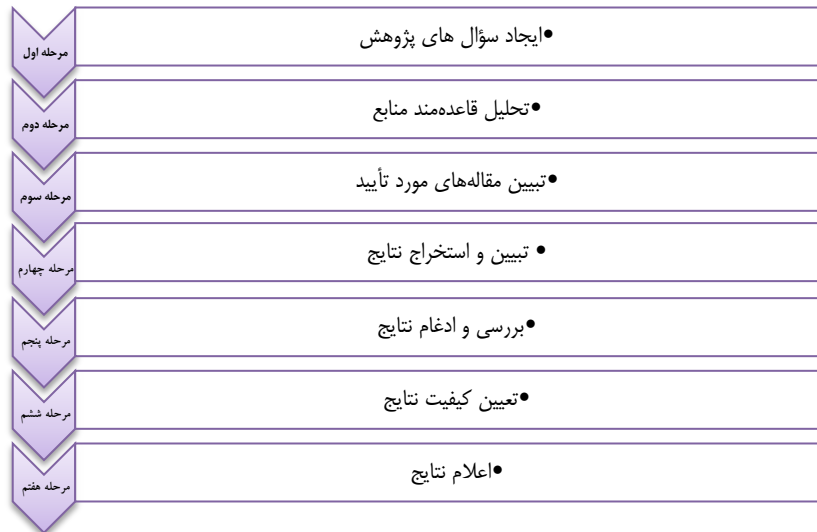 مرحله اول
•ایجاد سؤال های پژوهش
مرحله دوم
•تحلیل قاعده‌مند منابع
مرحله سوم
•تبیین مقاله‌های مورد تأیید
مرحله چهارم
• تبیین و استخراج نتایج
مرحله پنجم
•بررسی و ادغام نتایج
مرحله ششم
•تعیین کیفیت نتایج
مرحله هفتم
•اعلام نتایج